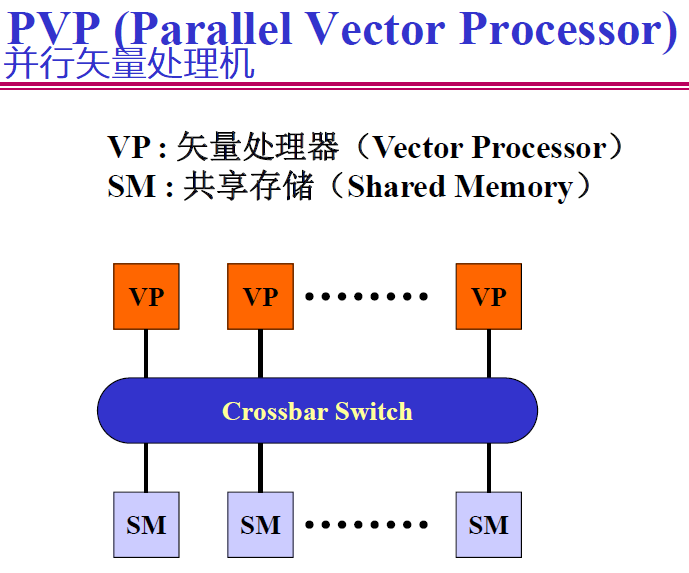 PVP (Parallel Vector Processor)
并行矢量处理机
VP : 矢量处理器（Vector Processor）
SM : 共享存储（Shared Memory）
VP VP ········ VP
Crossbar Switch
SM SM ········ SM